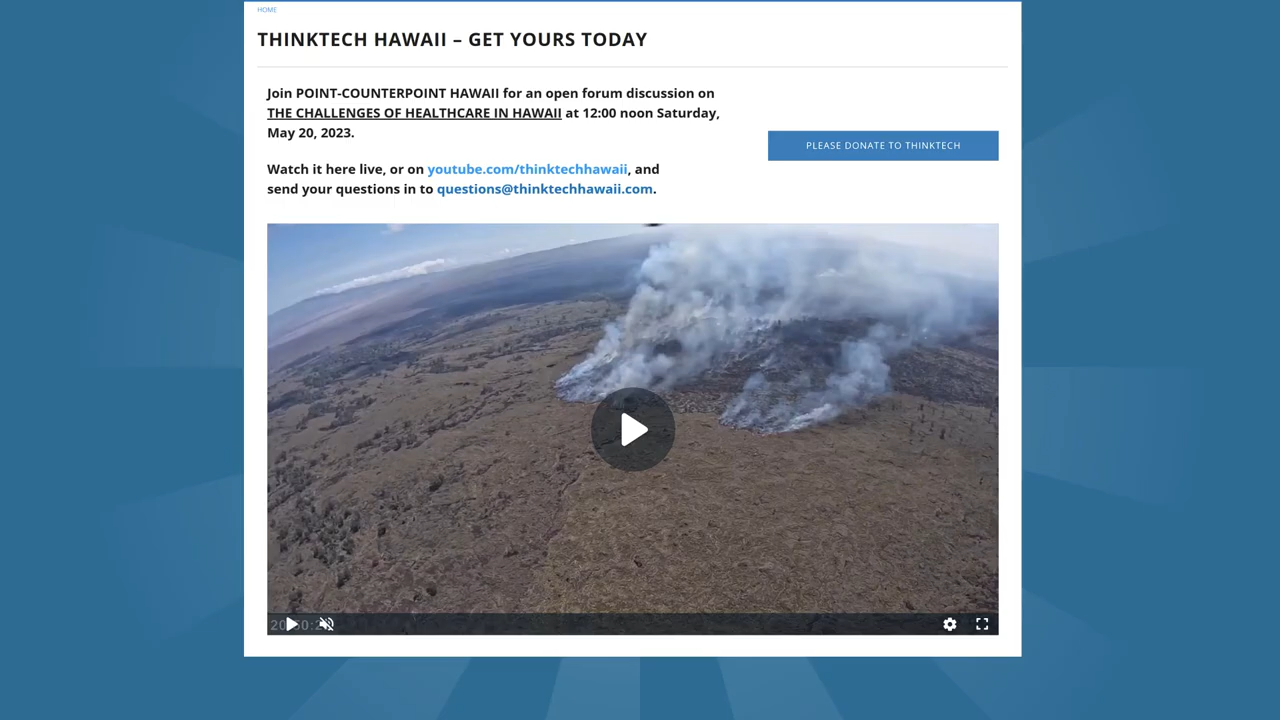 HOME
THINKTECH HAWAII – GET YOURS TODAY
Join POINT-COUNTERPOINT HAWAII for an open forum discussion on
THE CHALLENGES OF HEALTHCARE IN HAWAII at 12:00 noon Saturday,
May 20, 2023.
PLEASE DONATE TO THINKTECH
Watch it here live, or on youtube.com/thinktechhawaii, and
send your questions in to questions@thinktechhawaii.com.